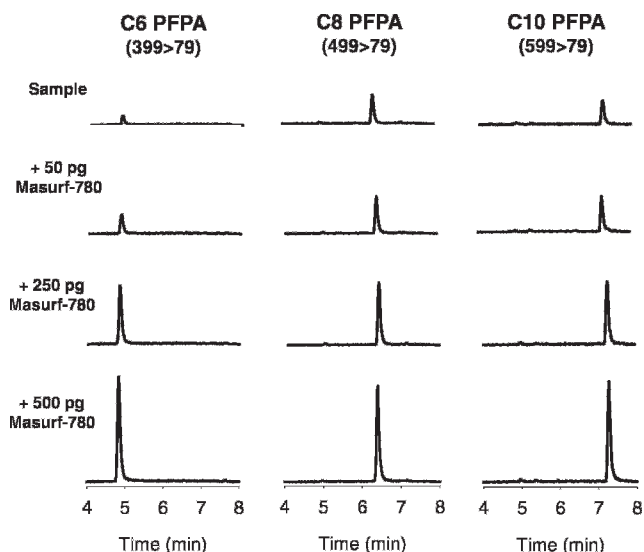 C6 PFPA
(399>79)
C8 PFPA
(499>79)
C10 PFPA
(599>79)
Sample
+ 50 pg
Masurf-780
+ 250 pg
Masurf-780
+ 500 pg
Masurf-780
4 5 6 7 8
4 5 6 7 8
4 5 6 7 8
Time (min)
Time (min)
Time (min)